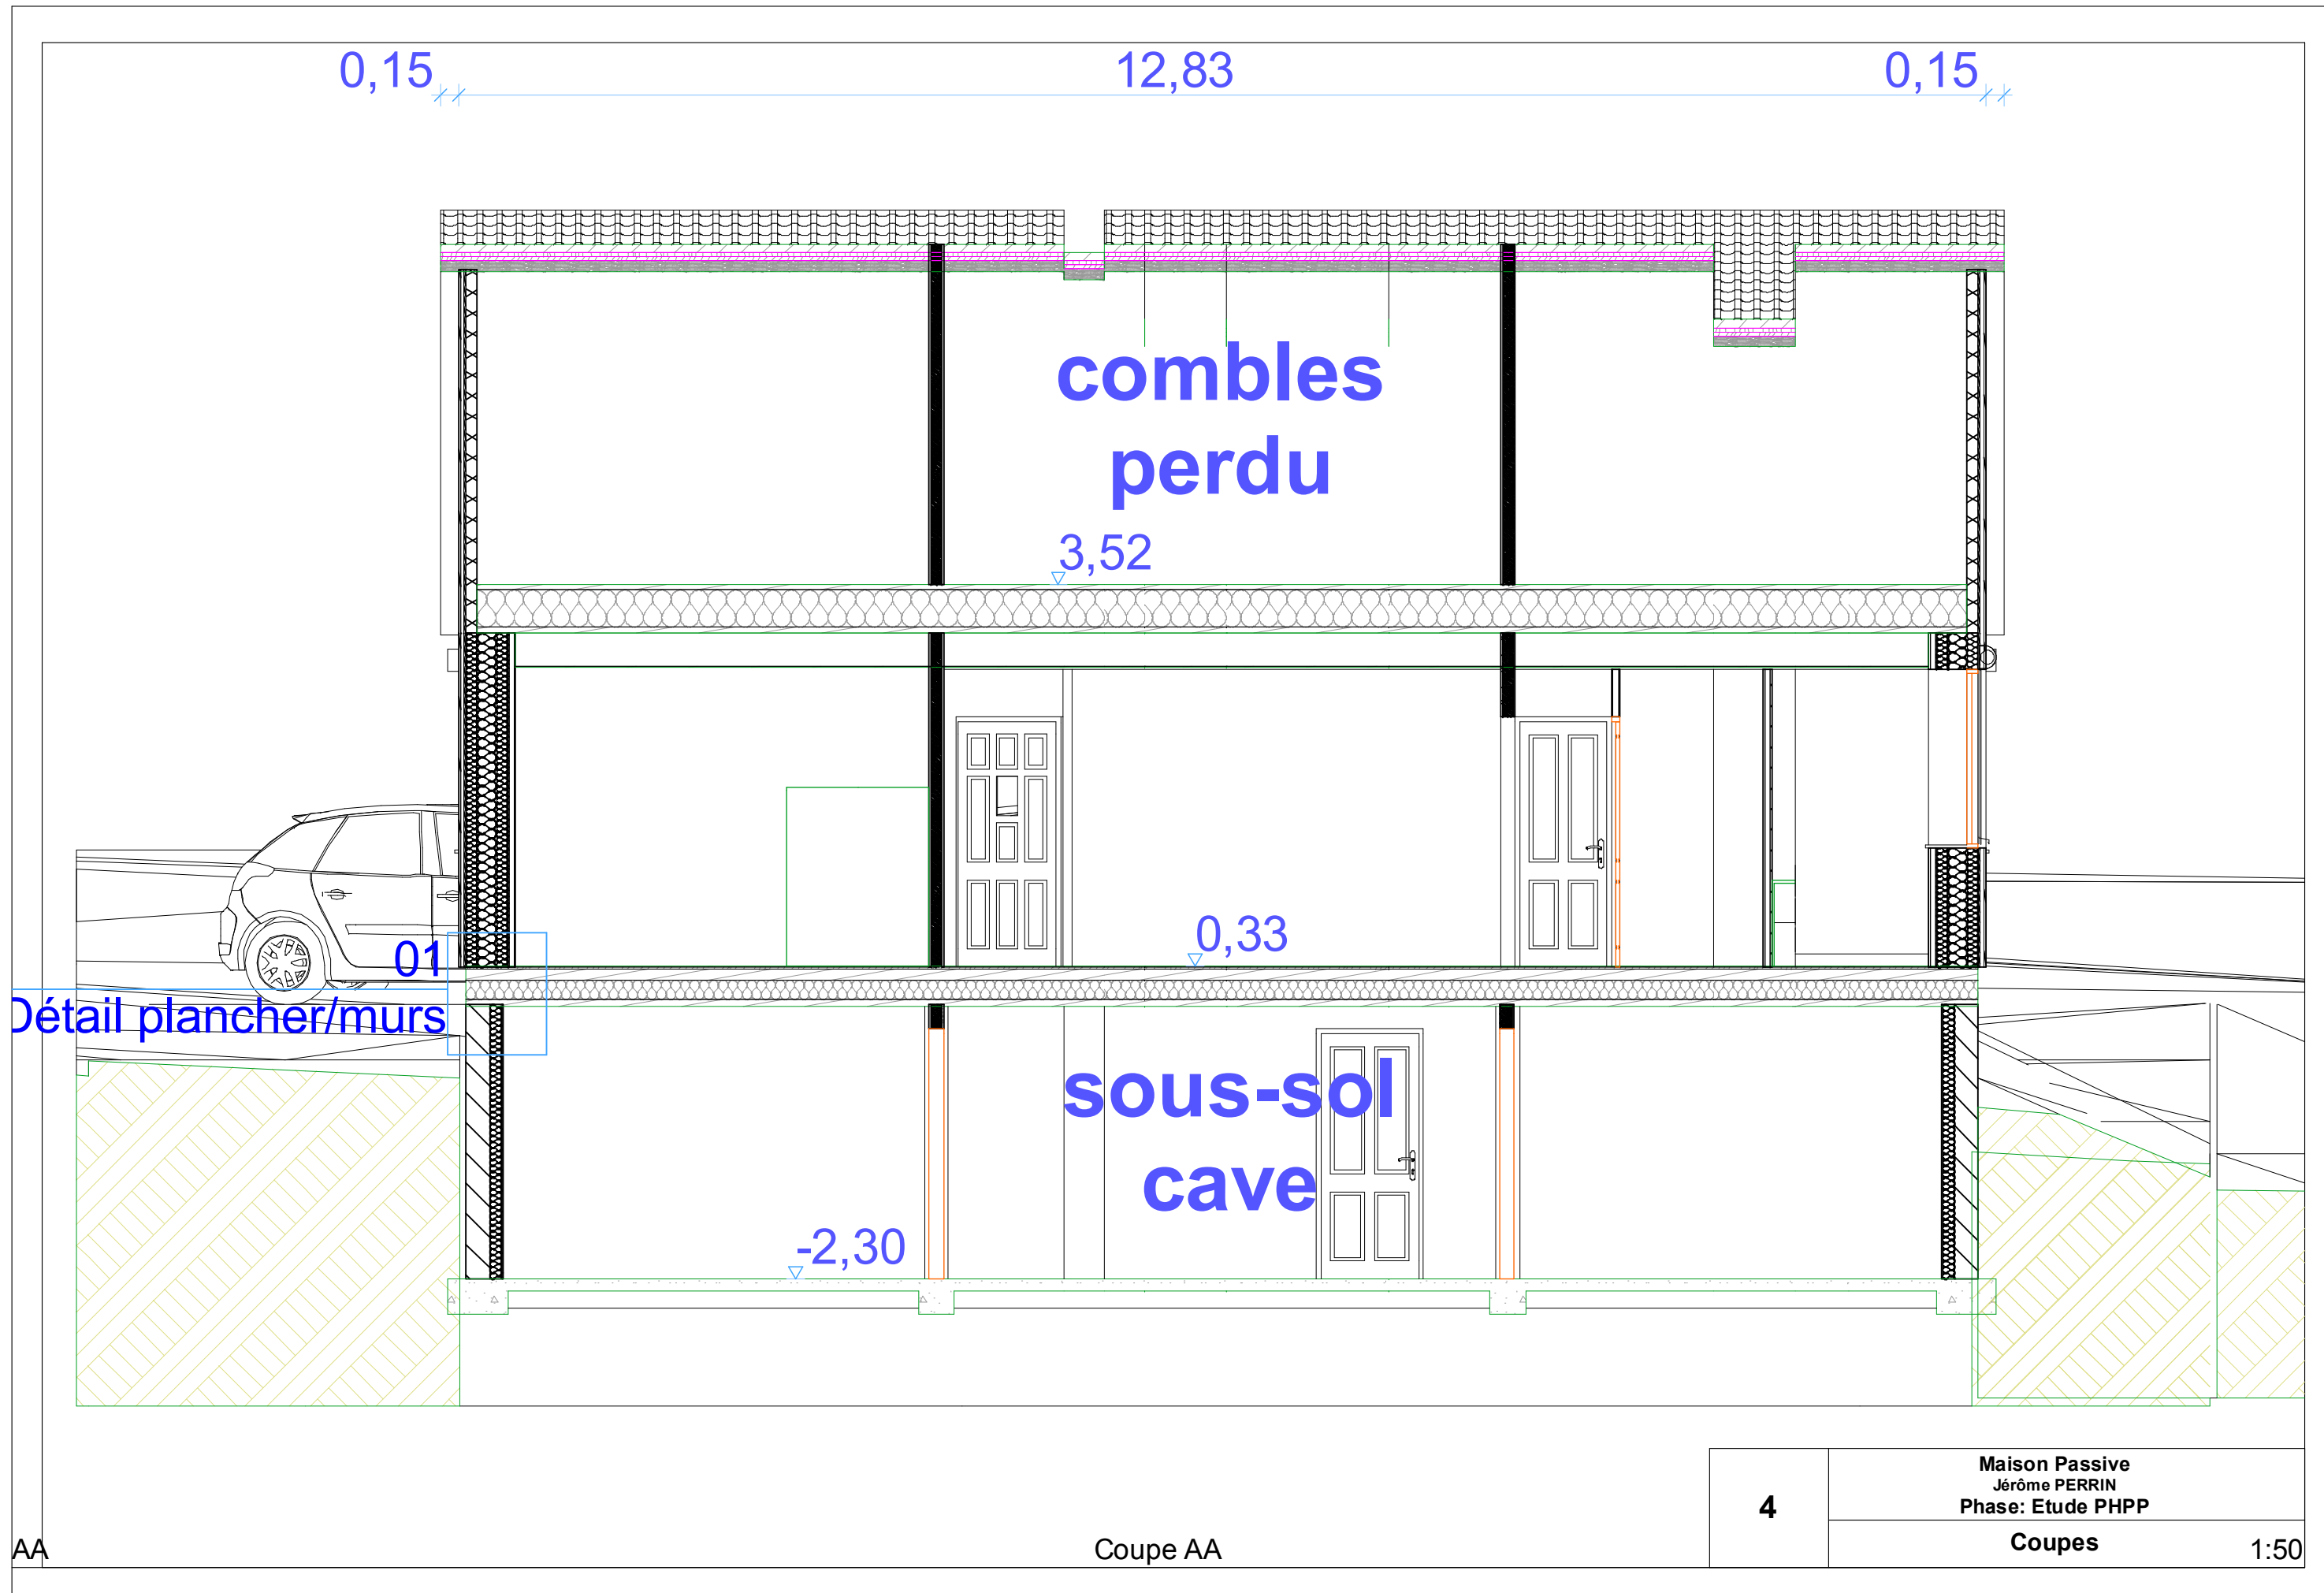 0,15 12,83 0,15
combles
perdu
3,52
0,33
01
Détail plancher/murs
sous-sol
cave
-2,30
4
Maison Passive
Jérôme PERRIN
Phase: Etude PHPP
Coupes 1:50
AA Coupe AA